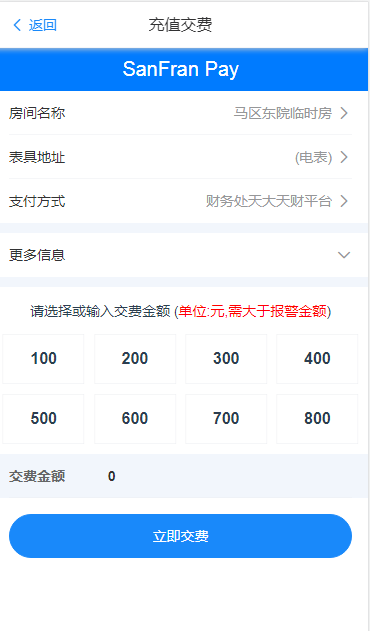 返回 充值交费
SanFran Pay
房间名称 马区东院临时房
表具地址 (电表)
支付方式 财务处天大天财平台
更多信息
请选择或输入交费金额 (单位:元,需大于报警金额)
100 200 300 400
500 600 700 800
交费金额 0
立即交费